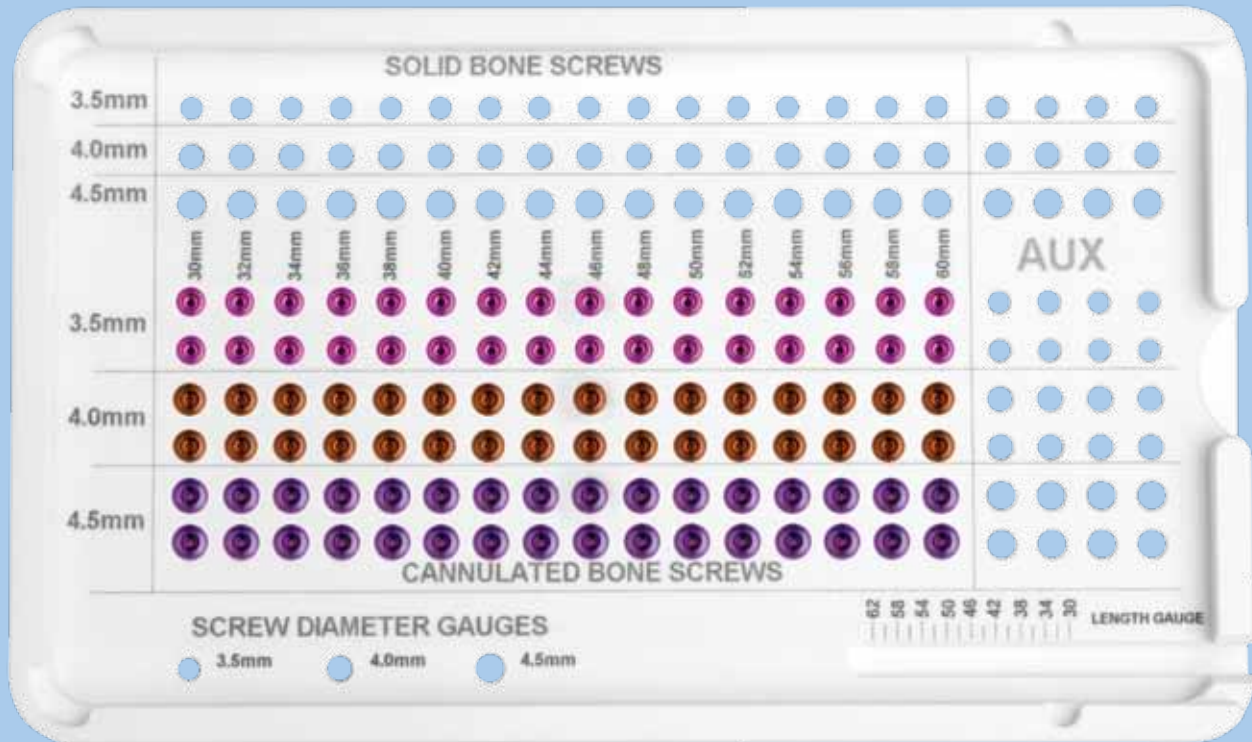 SOLID BONE SCREWS
3.5mm
4.0mm
4.5mm
30mm 32mm 34mm 36mm 38mm 40mm 42mm 44mm 46mm 48mm 50mm 52mm 54mm 56mm 58mm 60mm
AUX
3.5mm
4.0mm
4.5mm
CANNULATED BONE SCREWS
62 58 54 50 46 42 38 34 30 LENGTH GAUGE
SCREW DIAMETER GAUGES
3.5mm 4.0mm 4.5mm